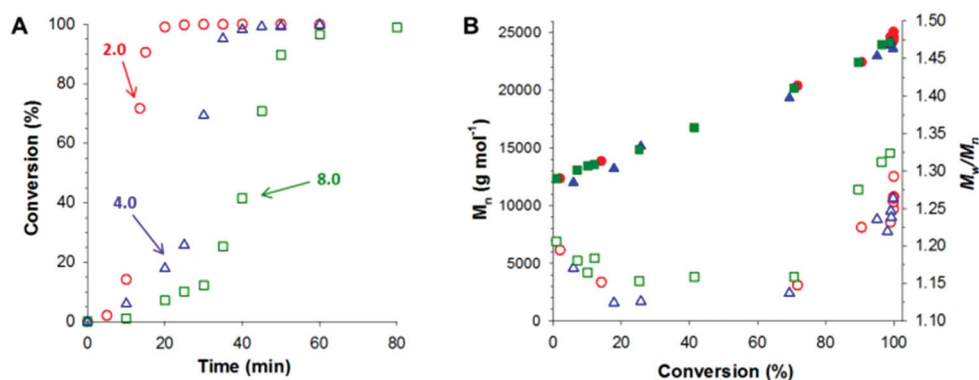 A
B
100
80
60
40
20
0
Conversion (%)
2.0
4.0
8.0
0 20 40 60 80
Time (min)
25000
20000
15000
10000
5000
0
Mn (g mol-1)
1.50
1.45
1.40
1.35
1.30
1.25
1.20
1.15
1.10
Mw/Mn
0 20 40 60 80 100
Conversion (%)